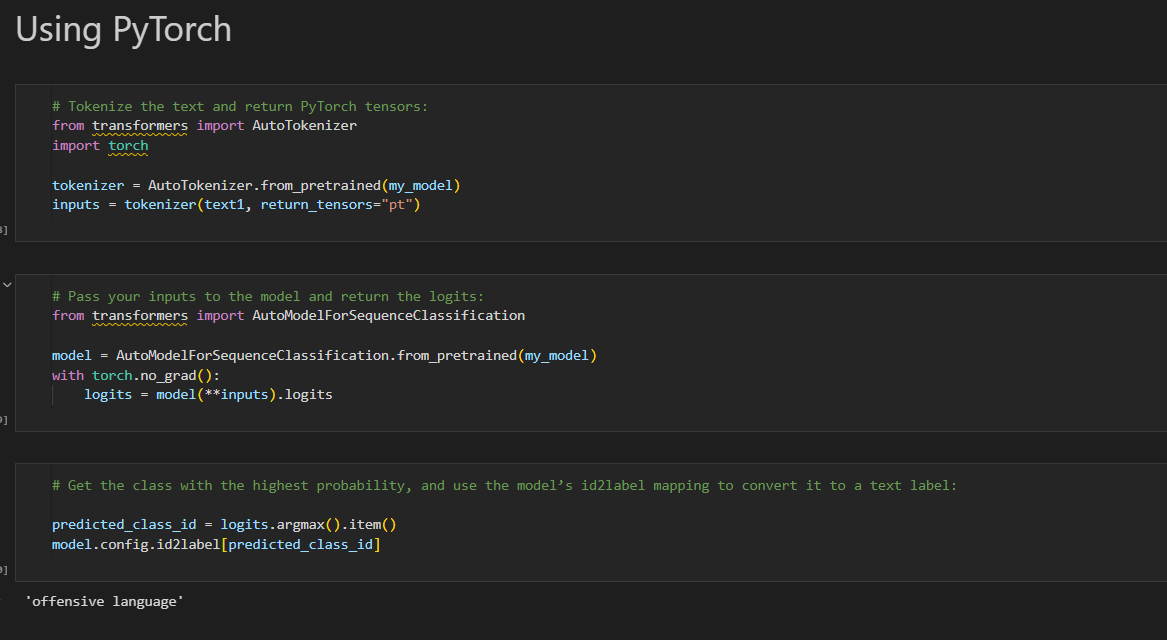 Using PyTorch
# Tokenize the text and return PyTorch tensors:
from transformers import AutoTokenizer
import torch
tokenizer = AutoTokenizer.from_pretrained(my_model)
inputs = tokenizer(text1, return_tensors="pt")
# Pass your inputs to the model and return the logits:
from transformers import AutoModelForSequenceClassification
model = AutoModelForSequenceClassification.from_pretrained(my_model)
with torch.no_grad():
    logits = model(**inputs).logits
# Get the class with the highest probability, and use the model’s id2label mapping to convert it to a text label:
predicted_class_id = logits.argmax().item()
model.config.id2label[predicted_class_id]
'offensive language'